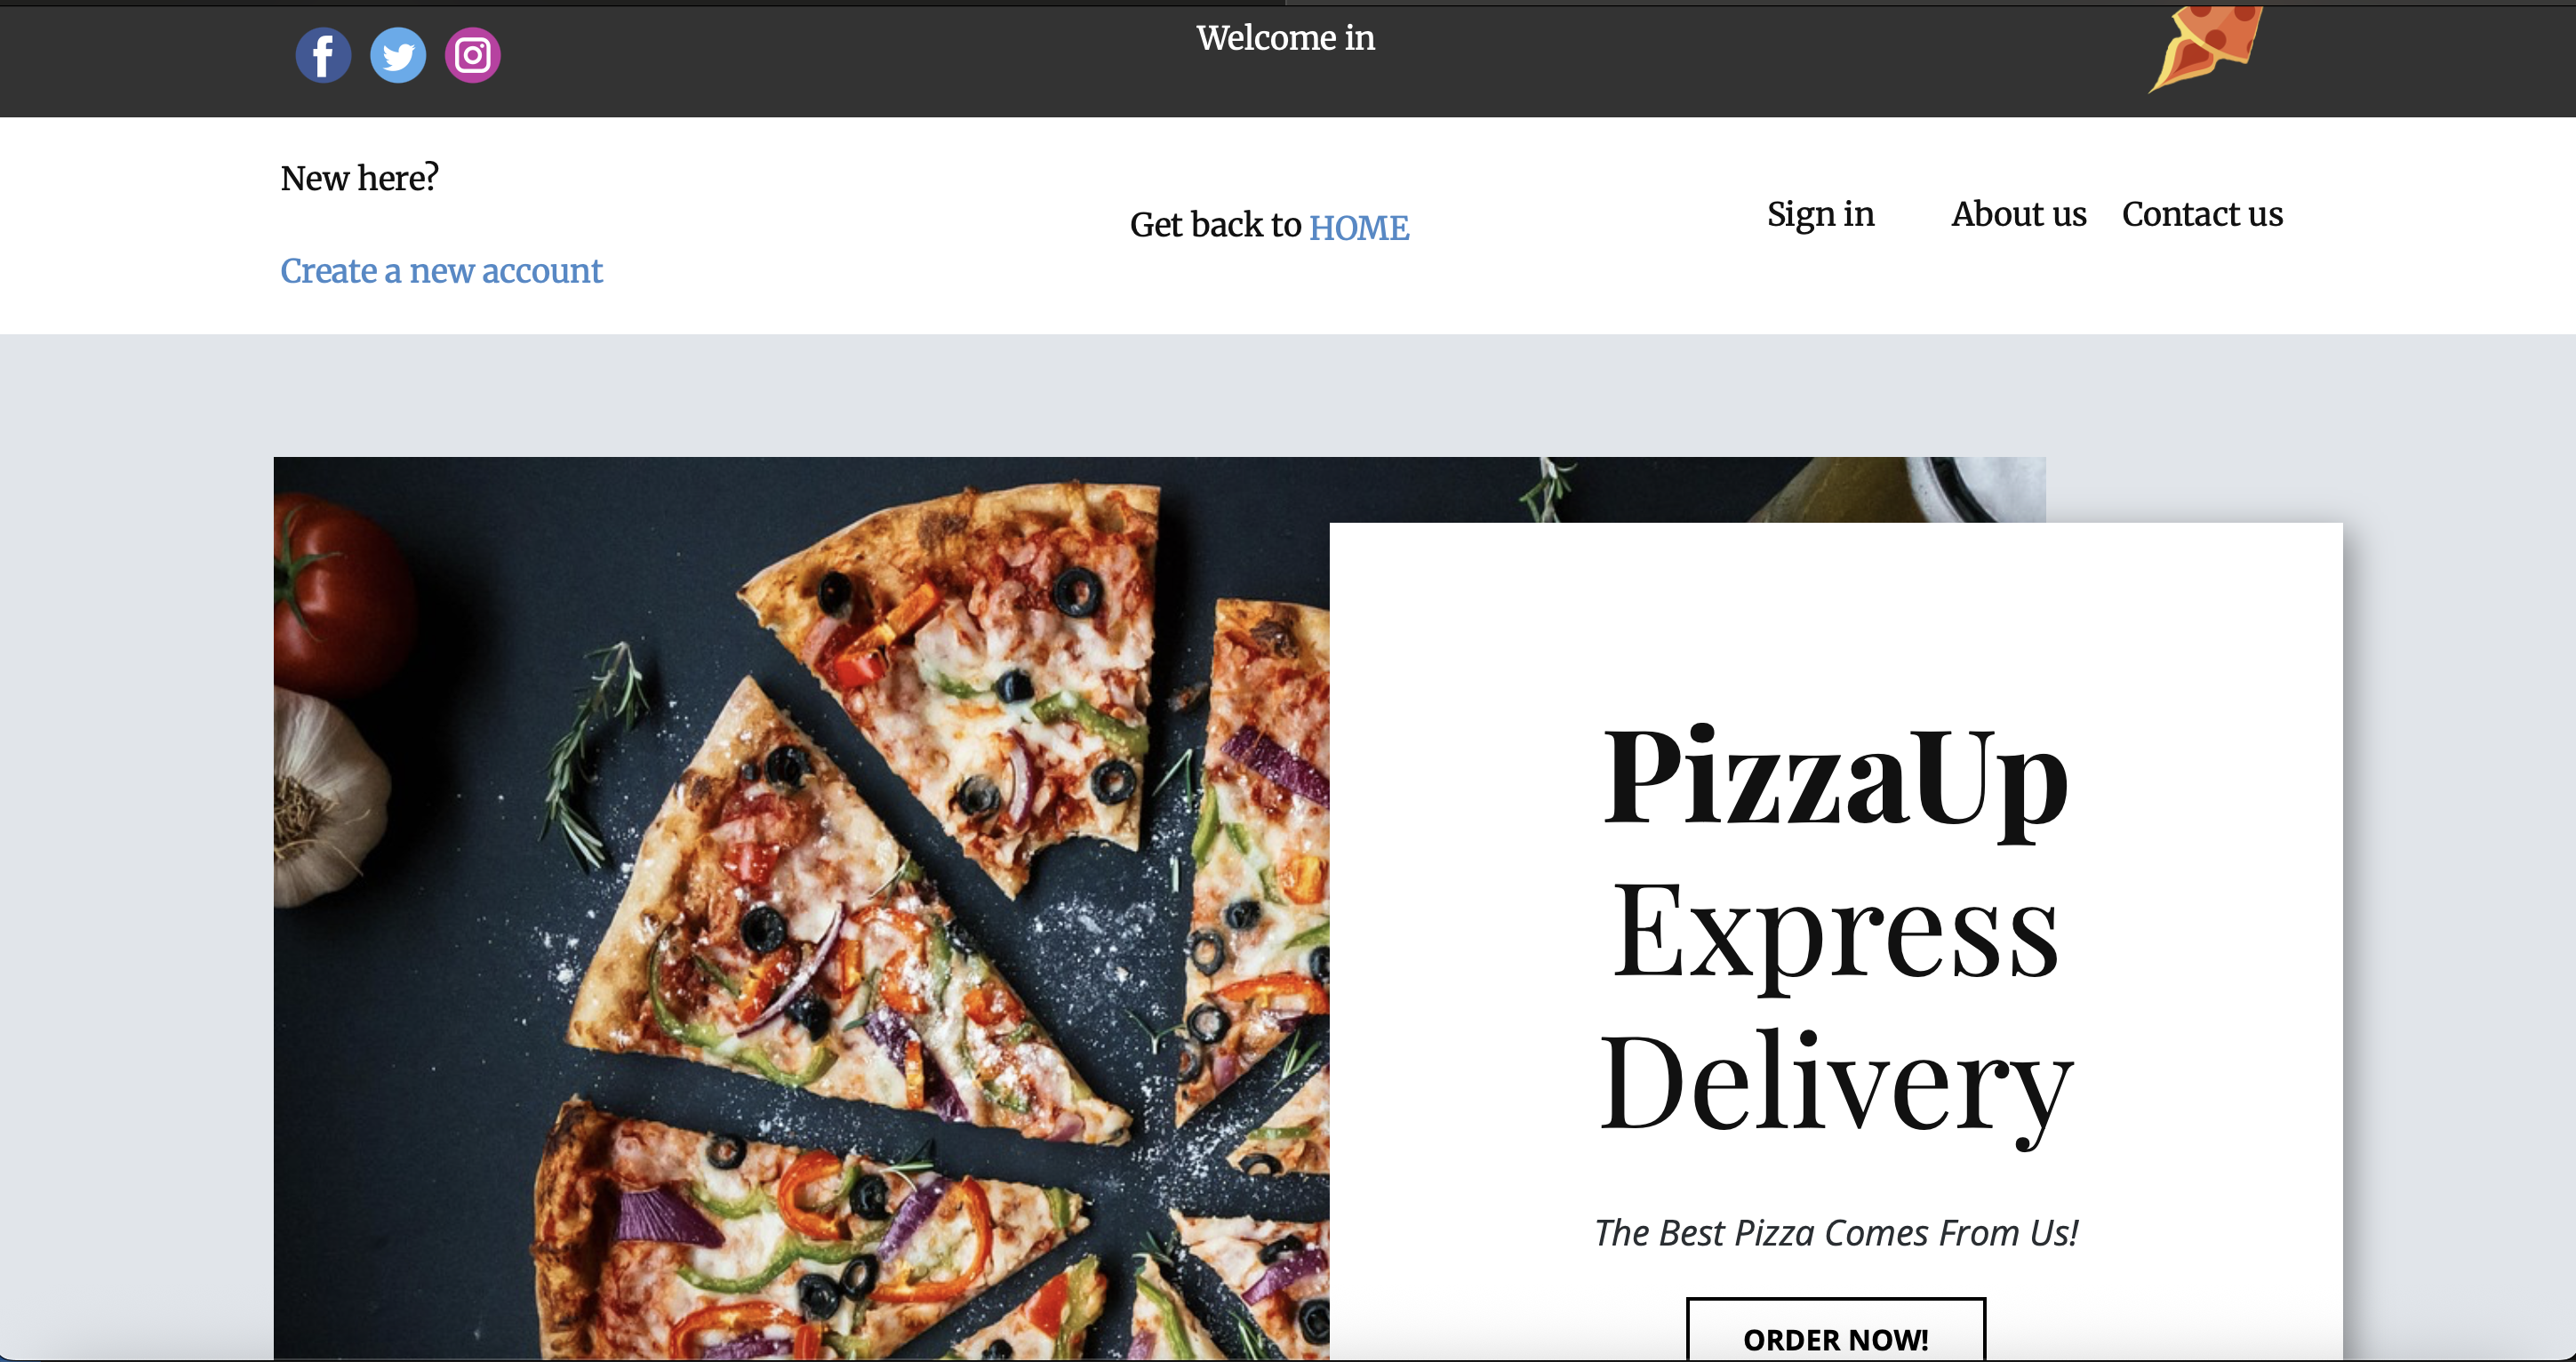 Welcome in
New here?
Create a new account
Get back to HOME
Sign in About us Contact us
PizzaUp
Express
Delivery
The Best Pizza Comes From Us!
ORDER NOW!